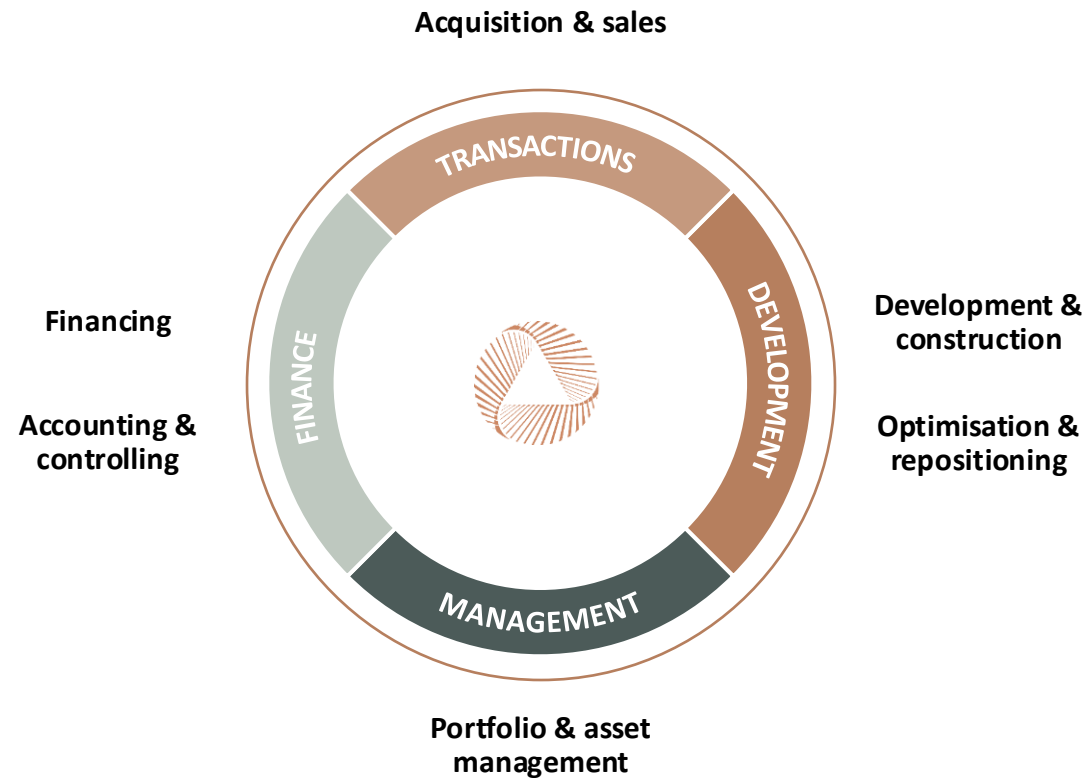 Acquisition & sales
TRANSACTIONS
Financing
Accounting &
controlling
FINANCE
DEVELOPMENT
Development &
construction
Optimisation &
repositioning
MANAGEMENT
Portfolio & asset
management